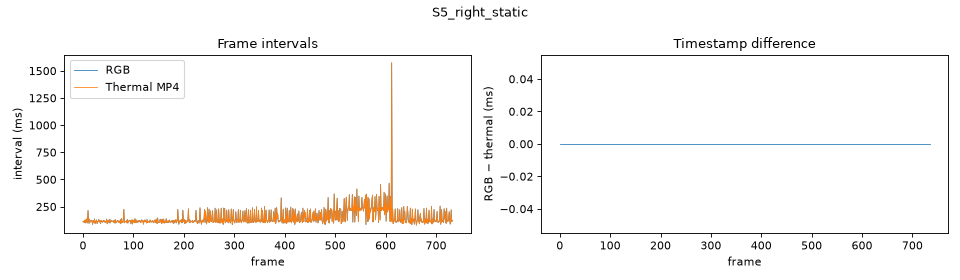 S5_right_static
Frame intervals
RGB
Thermal MP4
1500
1250
1000
750
500
250
interval (ms)
0 100 200 300 400 500 600 700
frame
Timestamp difference
0.04
0.02
0.00
−0.02
−0.04
RGB − thermal (ms)
0 100 200 300 400 500 600 700
frame